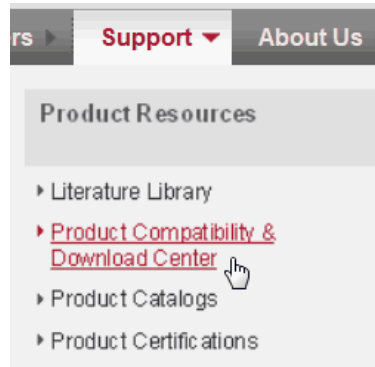 rs Support About Us
Product Resources
Literature Library
Product Compatibility &
Download Center
Product Catalogs
Product Certifications